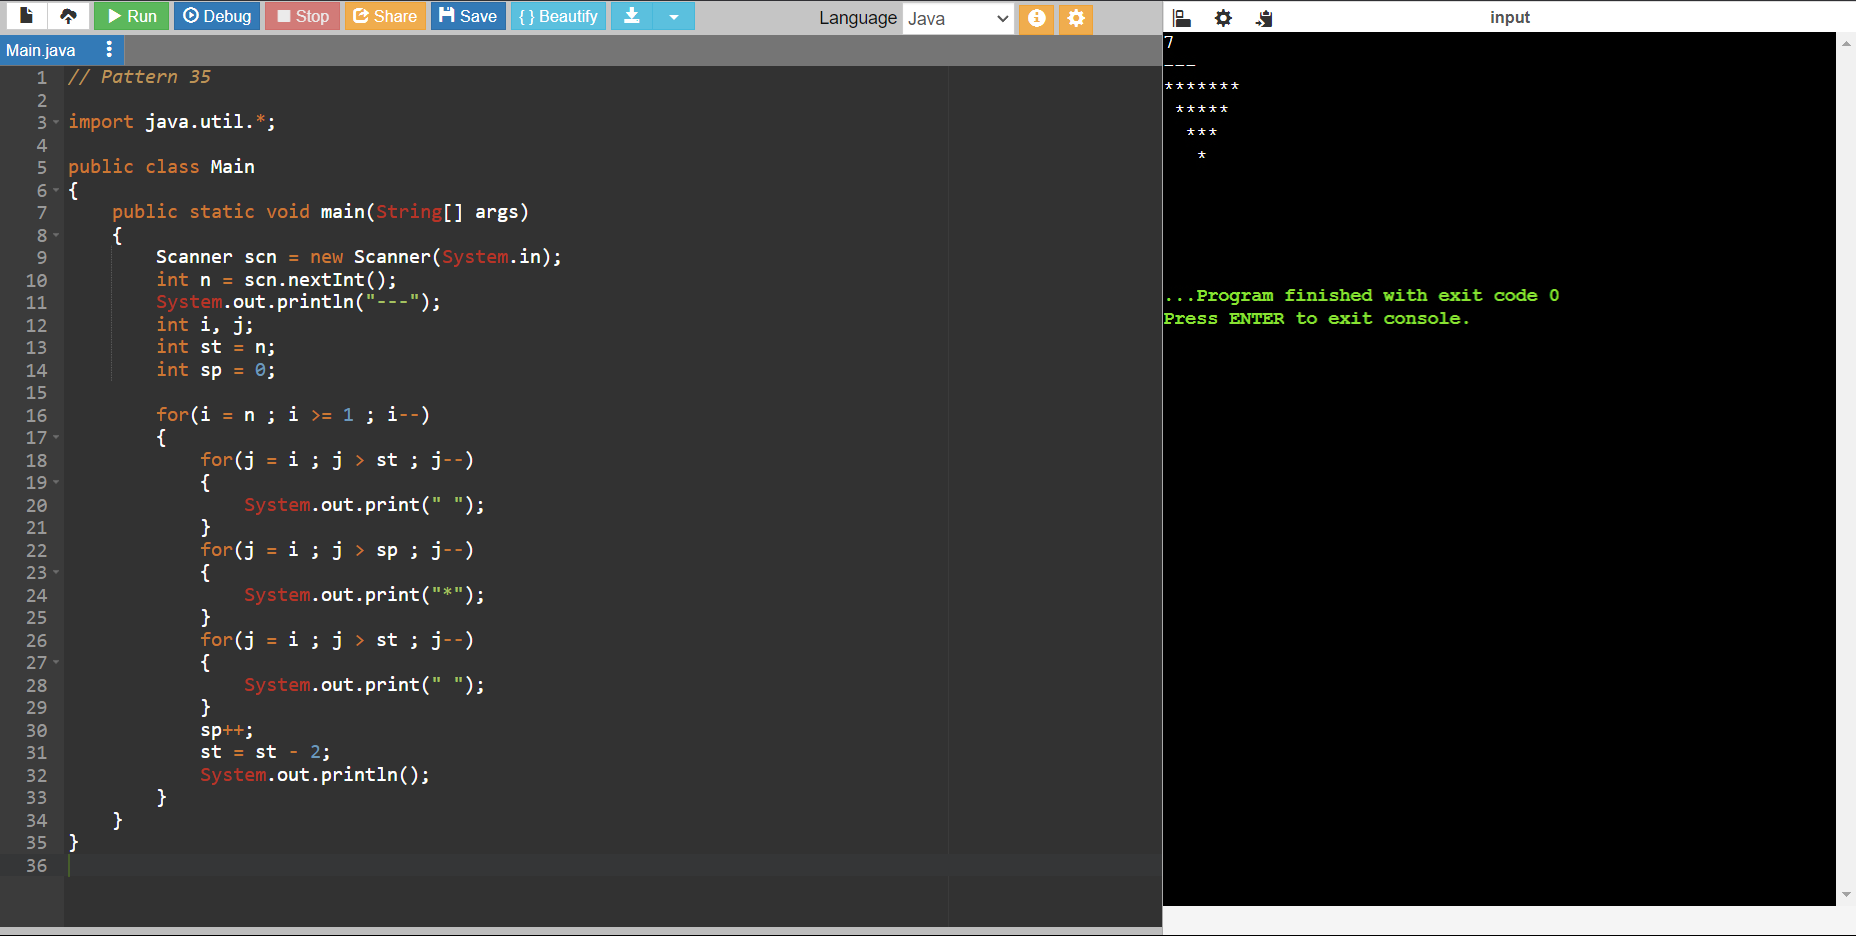 Run Debug Stop Share Save { } Beautify Language Java
Main.java
1 // Pattern 35
2
3 import java.util.*;
4
5 public class Main
6 {
7     public static void main(String[] args)
8     {
9         Scanner scn = new Scanner(System.in);
10         int n = scn.nextInt();
11         System.out.println("---");
12         int i, j;
13         int st = n;
14         int sp = 0;
15
16         for(i = n ; i >= 1 ; i--)
17         {
18             for(j = i ; j > st ; j--)
19             {
20                 System.out.print(" ");
21             }
22             for(j = i ; j > sp ; j--)
23             {
24                 System.out.print("*");
25             }
26             for(j = i ; j > st ; j--)
27             {
28                 System.out.print(" ");
29             }
30             sp++;
31             st = st - 2;
32             System.out.println();
33         }
34     }
35 }
36
input
7
---
*******
 *****
  ***
   *
...Program finished with exit code 0
Press ENTER to exit console.